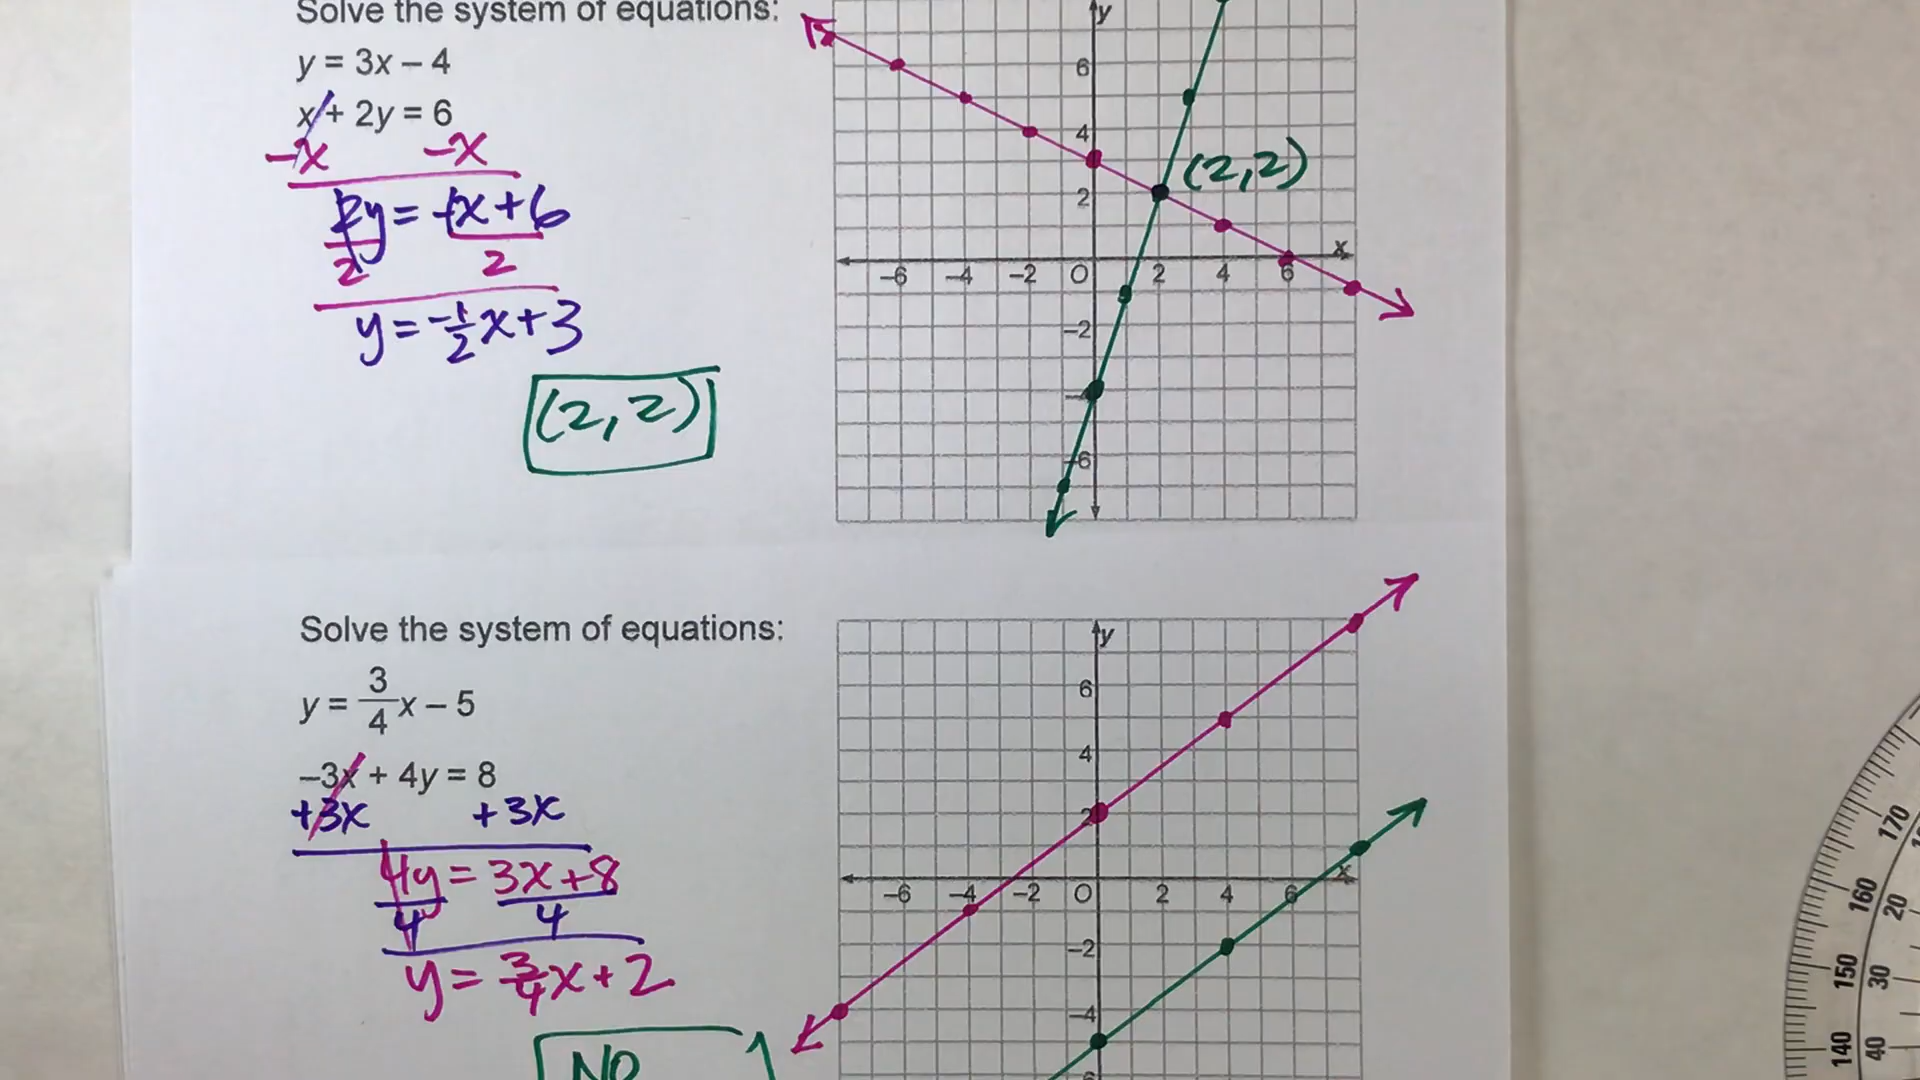 Solve the system of equations:
y = 3x – 4
x + 2y = 6
–x –x
2y = –x + 6
2 2
y = –1/2 x + 3
(2,2)
y
6
4
(2,2)
2
x
–6 –4 –2 O 2 4 6
–2
–6
Solve the system of equations:
y = 3/4 x – 5
–3x + 4y = 8
+3x +3x
4y = 3x + 8
4 4
y = 3/4 x + 2
NO
y
6
4
2
x
–6 –4 –2 O 2 4 6
–2
–4
170
160 20
150 30
140 40